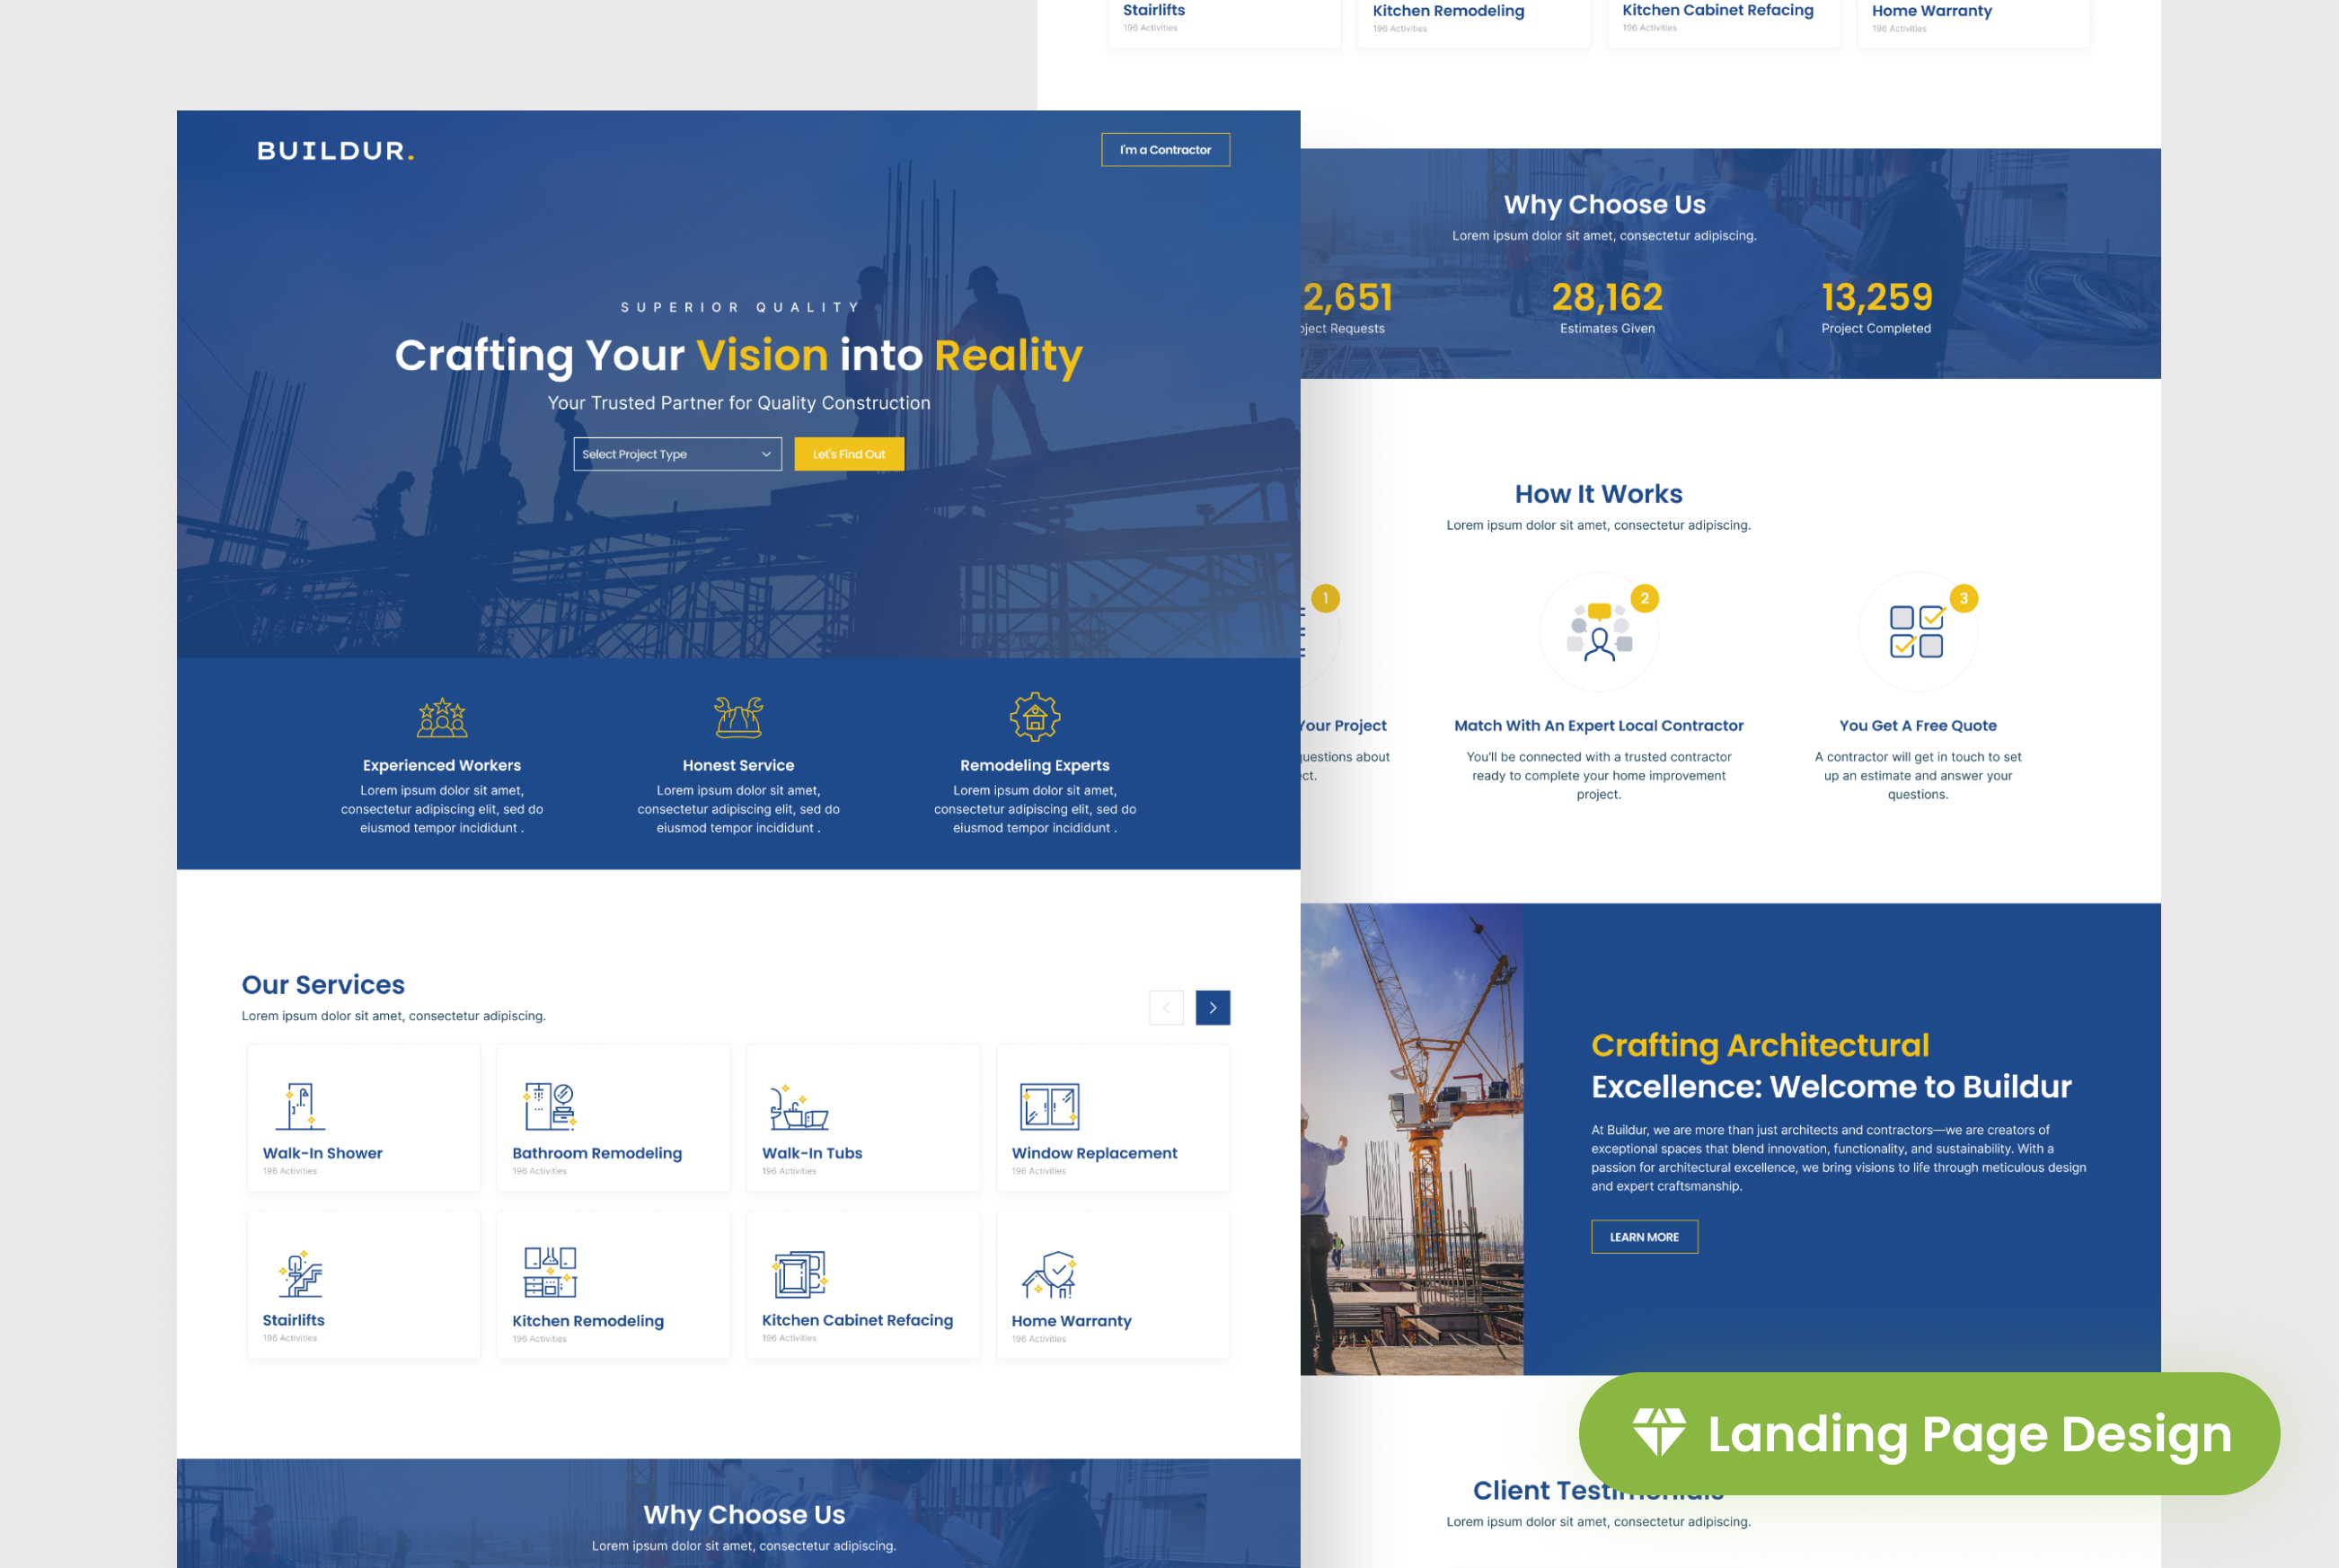 BUILDUR.
I'm a Contractor
SUPERIOR QUALITY
Crafting Your Vision into Reality
Your Trusted Partner for Quality Construction
Select Project Type
Let's Find Out
Experienced Workers
Lorem ipsum dolor sit amet,
consectetur adipiscing elit, sed do
eiusmod tempor incididunt .
Honest Service
Lorem ipsum dolor sit amet,
consectetur adipiscing elit, sed do
eiusmod tempor incididunt .
Remodeling Experts
Lorem ipsum dolor sit amet,
consectetur adipiscing elit, sed do
eiusmod tempor incididunt .
Our Services
Lorem ipsum dolor sit amet, consectetur adipiscing.
Walk-In Shower
196 Activities
Bathroom Remodeling
196 Activities
Walk-In Tubs
196 Activities
Window Replacement
196 Activities
Stairlifts
196 Activities
Kitchen Remodeling
196 Activities
Kitchen Cabinet Refacing
196 Activities
Home Warranty
196 Activities
Why Choose Us
Lorem ipsum dolor sit amet, consectetur adipiscing.
Stairlifts
196 Activities
Kitchen Remodeling
196 Activities
Kitchen Cabinet Refacing
196 Activities
Home Warranty
196 Activities
Why Choose Us
Lorem ipsum dolor sit amet, consectetur adipiscing.
2,651
ject Requests
28,162
Estimates Given
13,259
Project Completed
How It Works
Lorem ipsum dolor sit amet, consectetur adipiscing.
1
Your Project
questions about
ct.
2
Match With An Expert Local Contractor
You'll be connected with a trusted contractor
ready to complete your home improvement
project.
3
You Get A Free Quote
A contractor will get in touch to set
up an estimate and answer your
questions.
Crafting Architectural
Excellence: Welcome to Buildur
At Buildur, we are more than just architects and contractors—we are creators of
exceptional spaces that blend innovation, functionality, and sustainability. With a
passion for architectural excellence, we bring visions to life through meticulous design
and expert craftsmanship.
LEARN MORE
Landing Page Design
Client Testimonials
Lorem ipsum dolor sit amet, consectetur adipiscing.